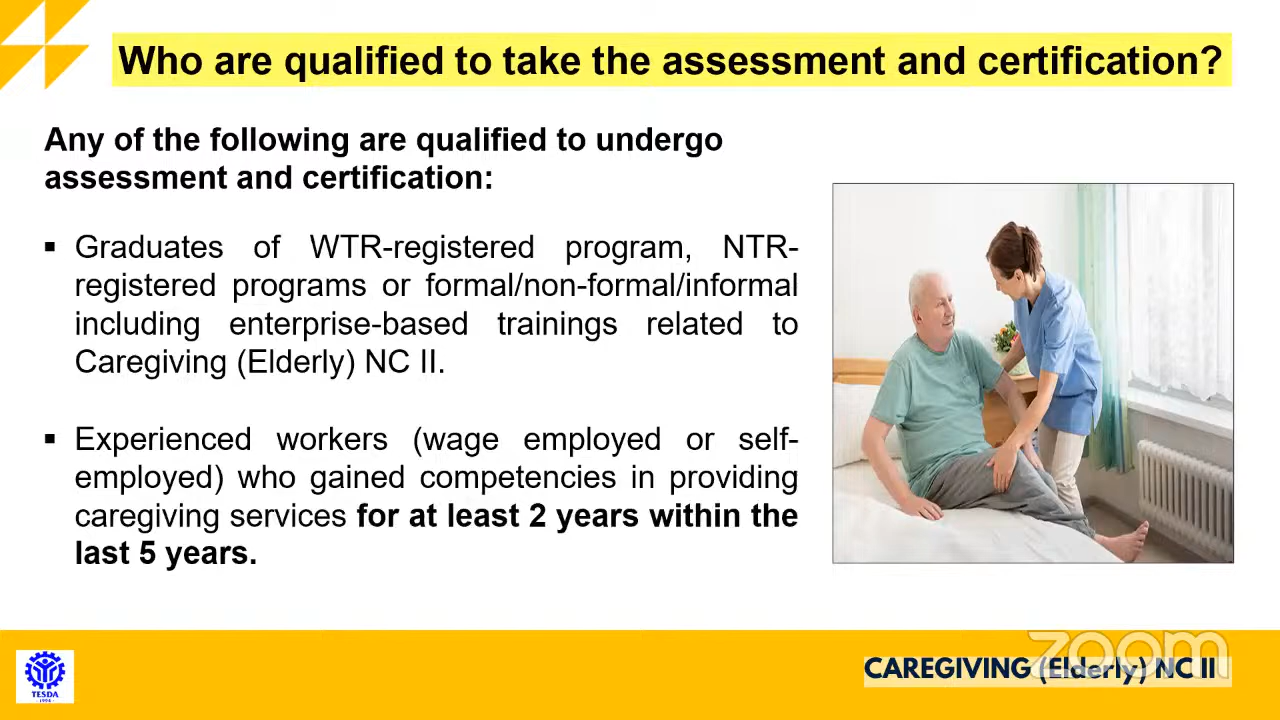 Who are qualified to take the assessment and certification?
Any of the following are qualified to undergo
assessment and certification:
▪ Graduates of WTR-registered program, NTR-
registered programs or formal/non-formal/informal
including enterprise-based trainings related to
Caregiving (Elderly) NC II.
▪ Experienced workers (wage employed or self-
employed) who gained competencies in providing
caregiving services for at least 2 years within the
last 5 years.
zoom
CAREGIVING (Elderly) NC II
TESDA
1994